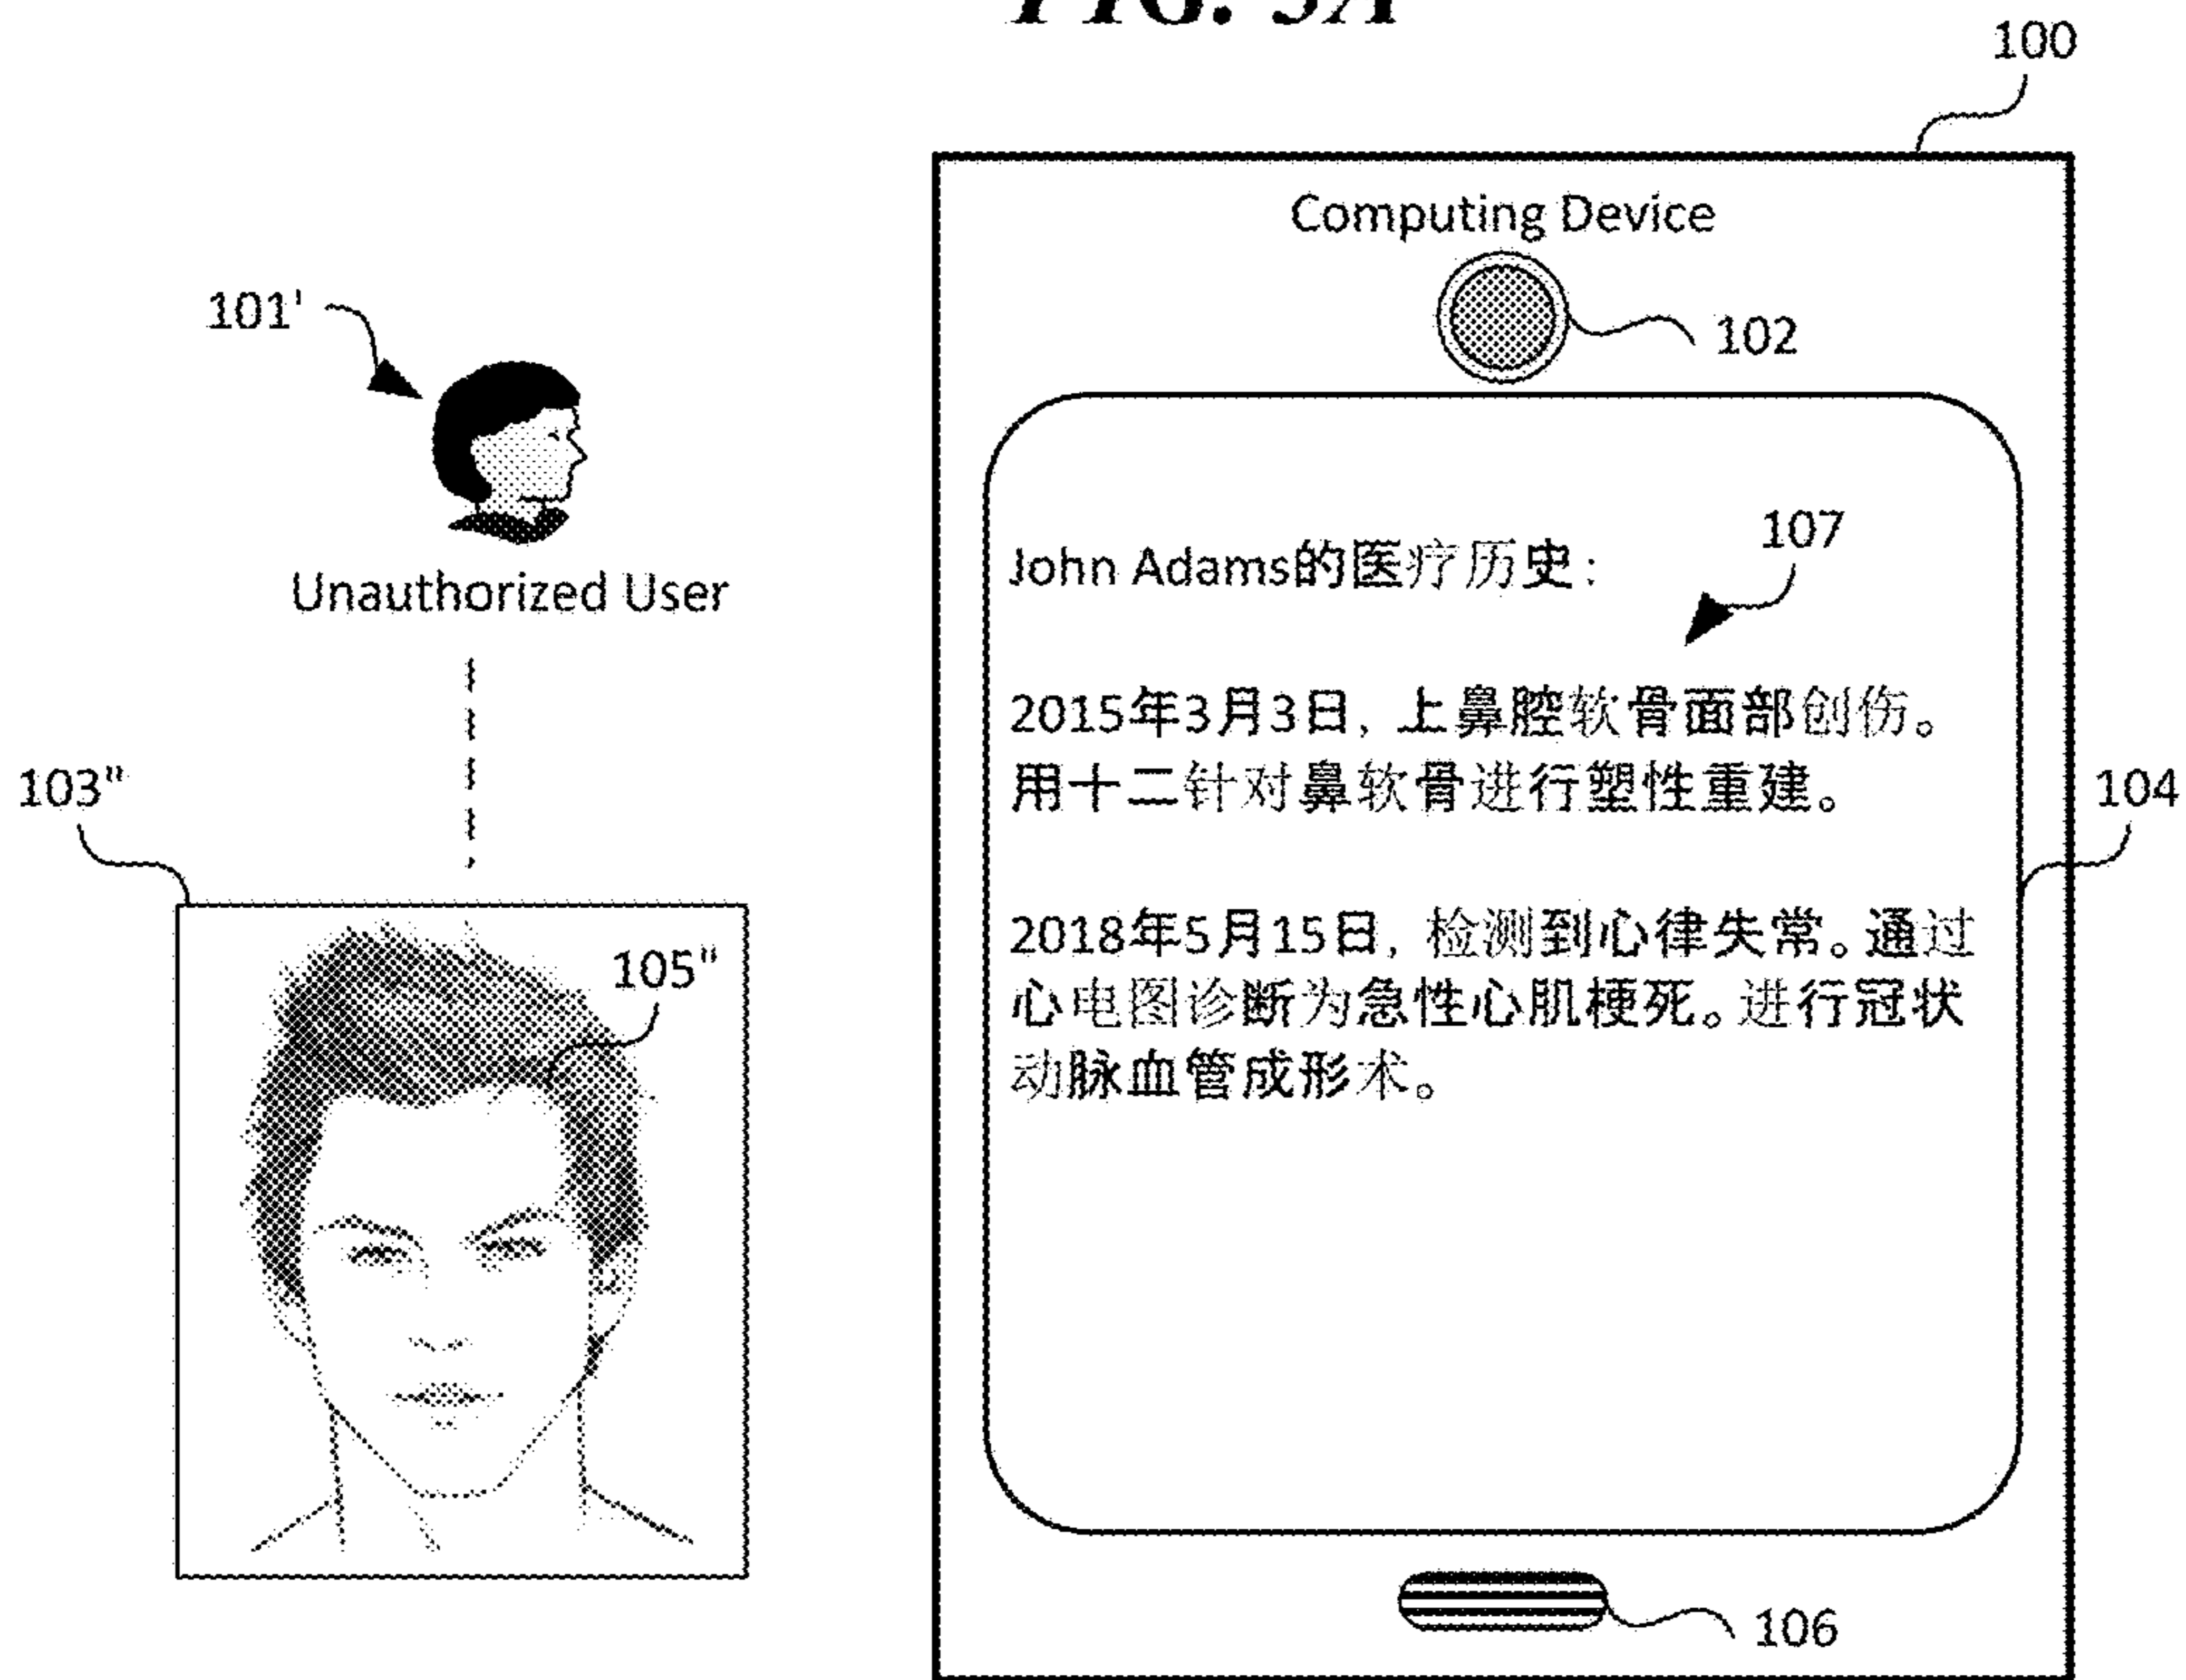 100
Computing Device
102
101'
Unauthorized User
107
John Adams的医疗历史：
2015年3月3日，上鼻腔软骨面部创伤。
用十二针对鼻软骨进行塑性重建。
104
2018年5月15日，检测到心律失常。通过
心电图诊断为急性心肌梗死。进行冠状
动脉血管成形术。
103"
105"
106